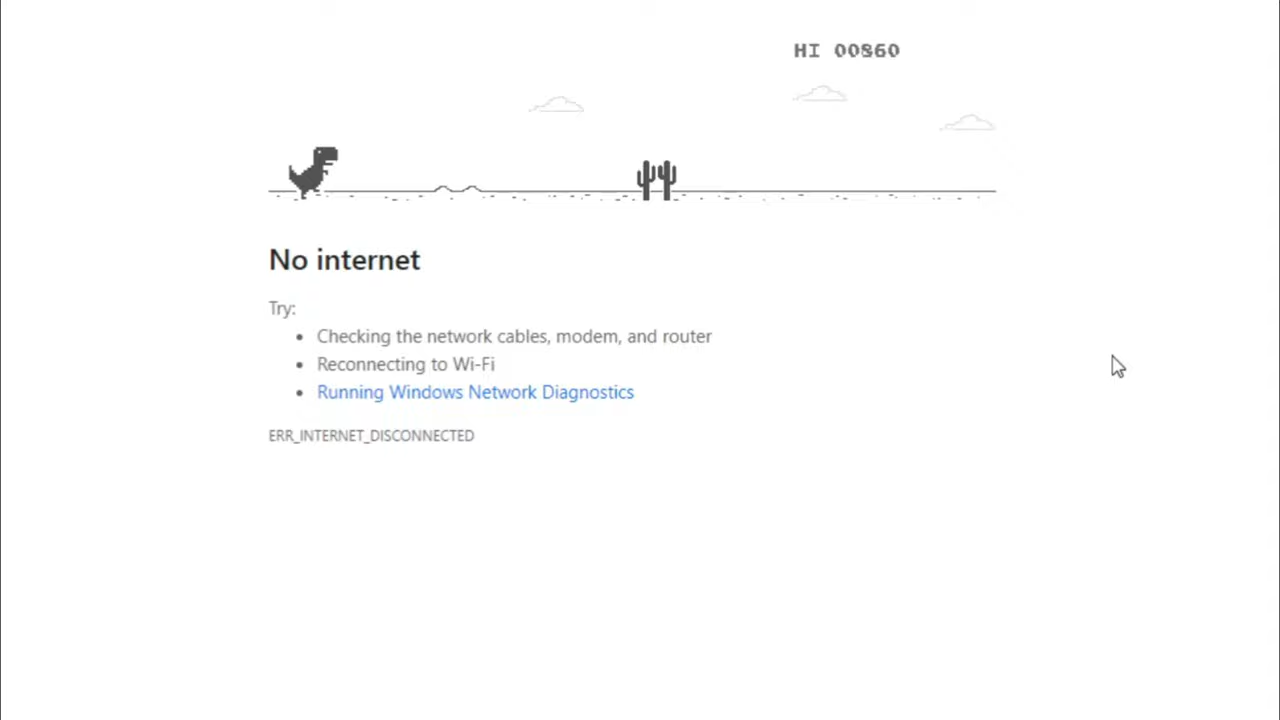 HI 00860
No internet
Try:
• Checking the network cables, modem, and router
• Reconnecting to Wi-Fi
• Running Windows Network Diagnostics
ERR_INTERNET_DISCONNECTED